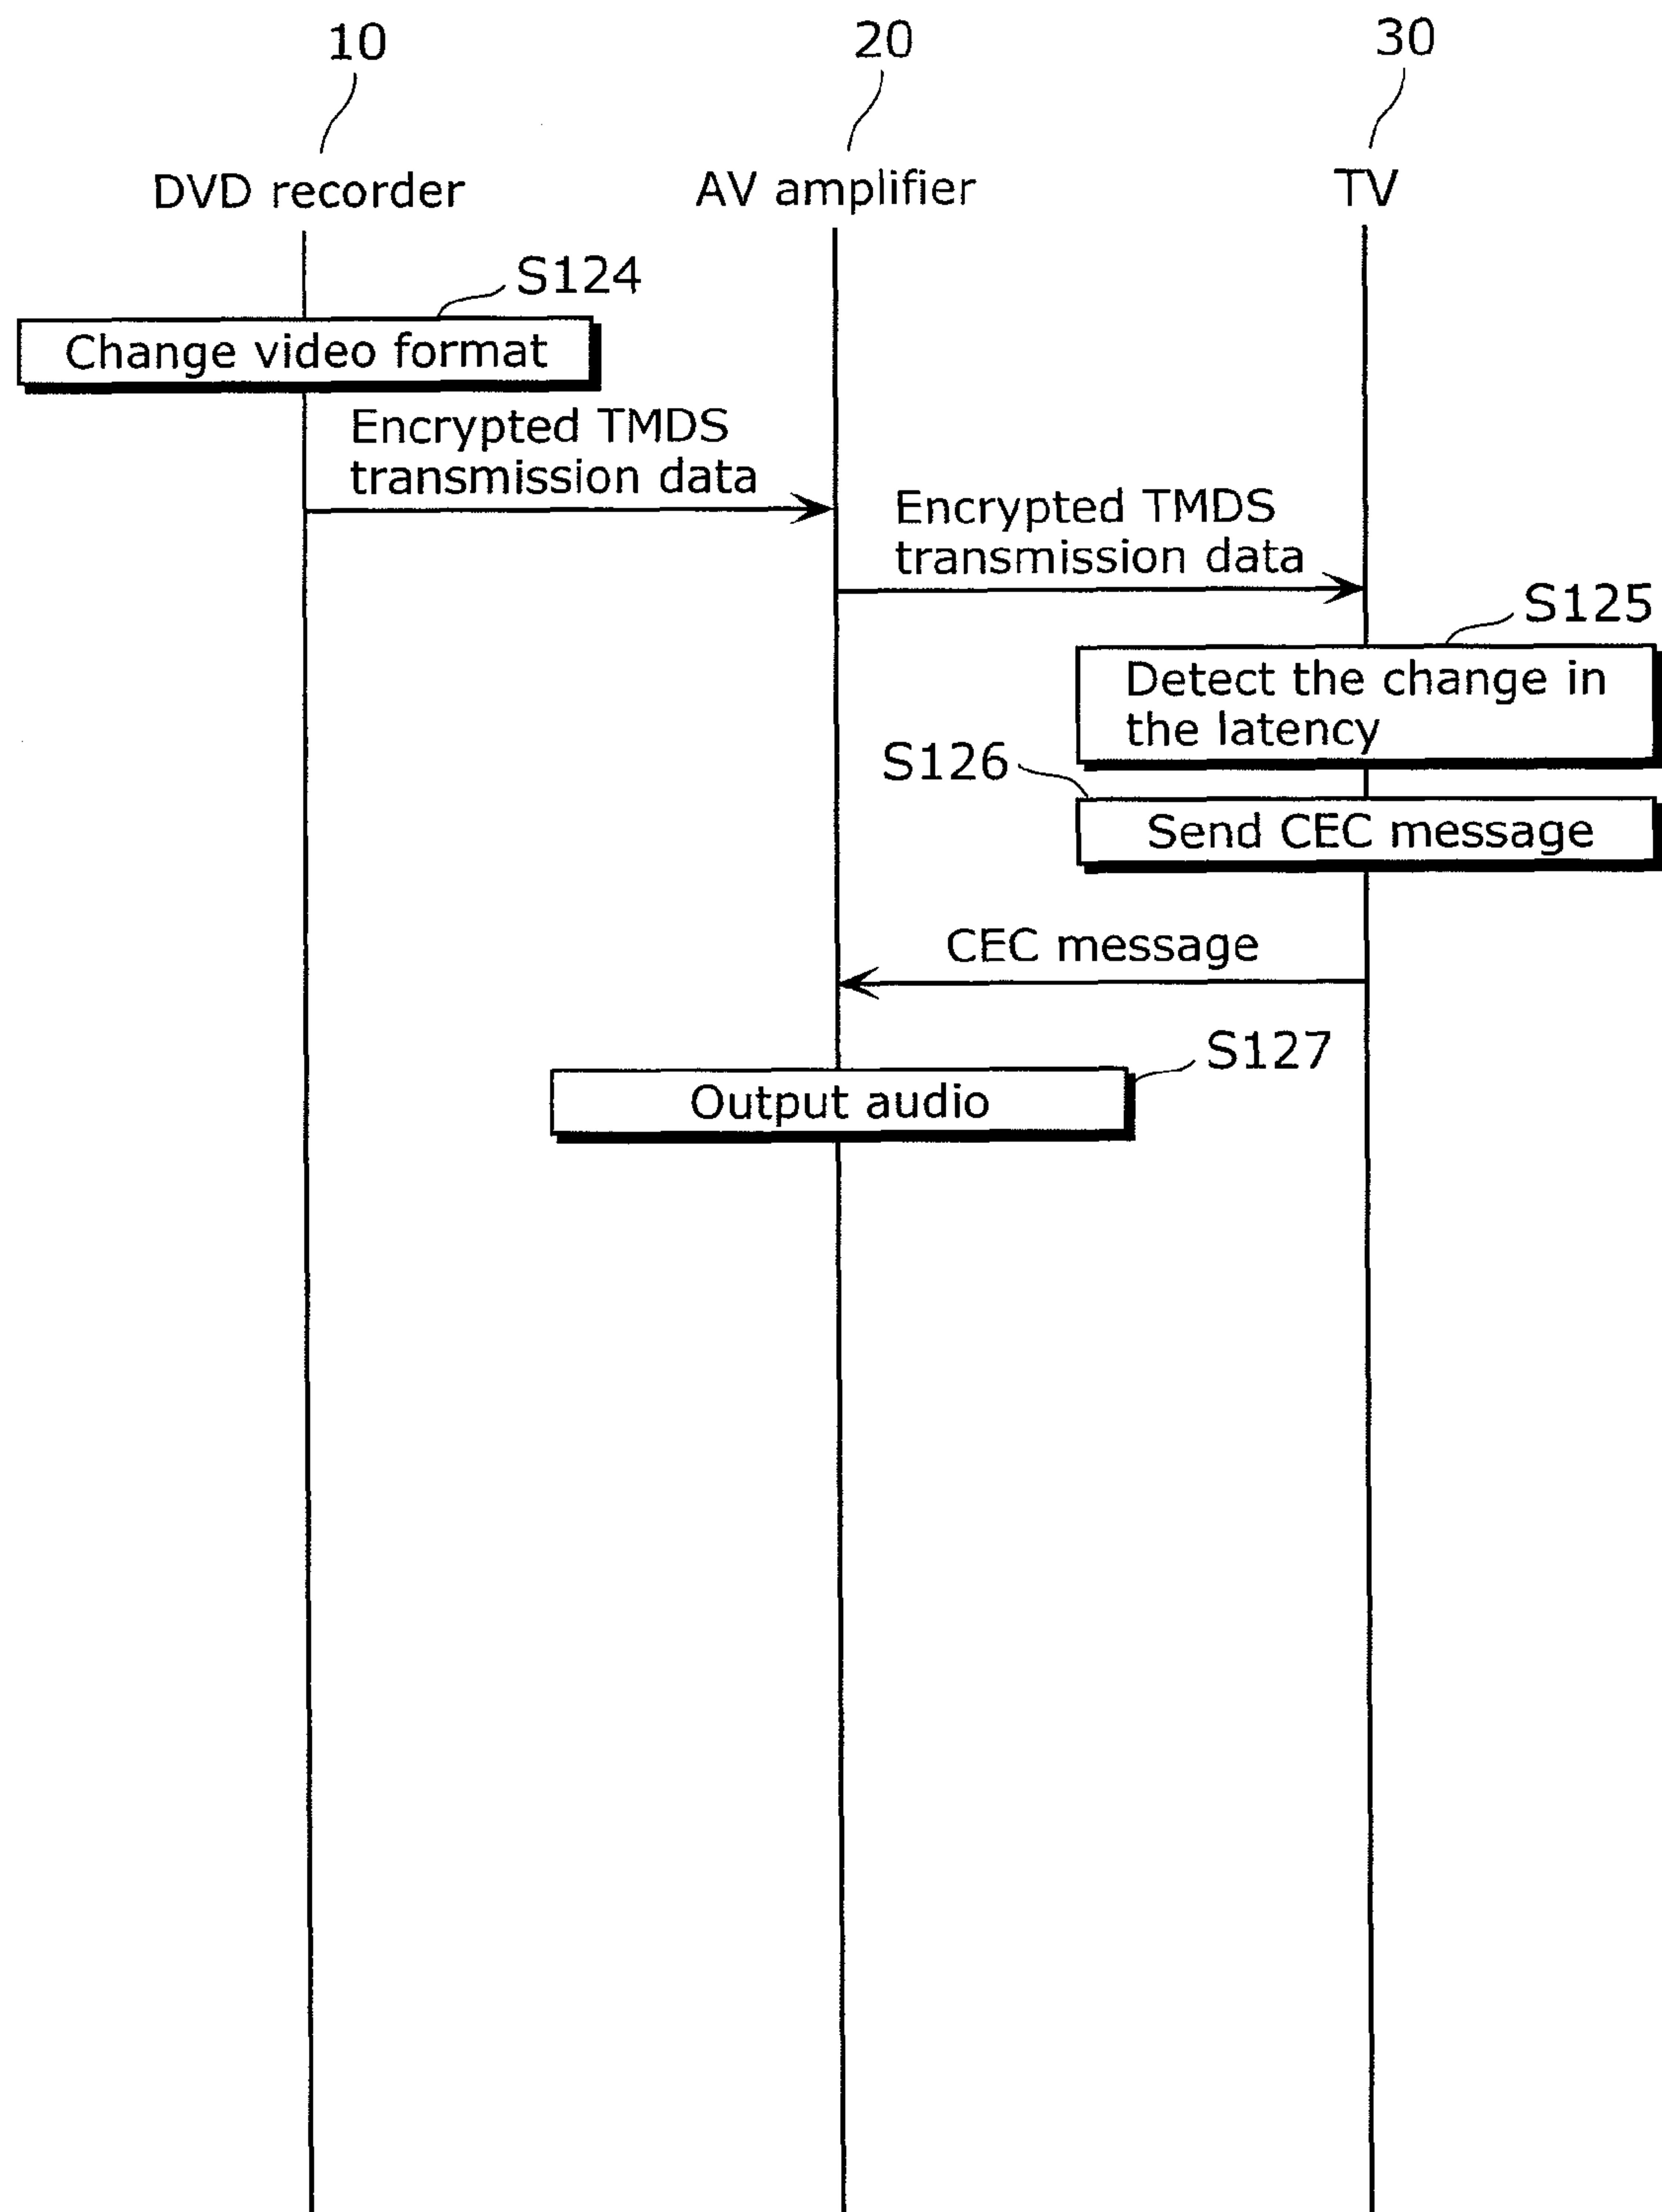 10
20
30
DVD recorder
AV amplifier
TV
S124
Change video format
Encrypted TMDS
transmission data
Encrypted TMDS
transmission data
S125
Detect the change in
the latency
S126
Send CEC message
CEC message
S127
Output audio